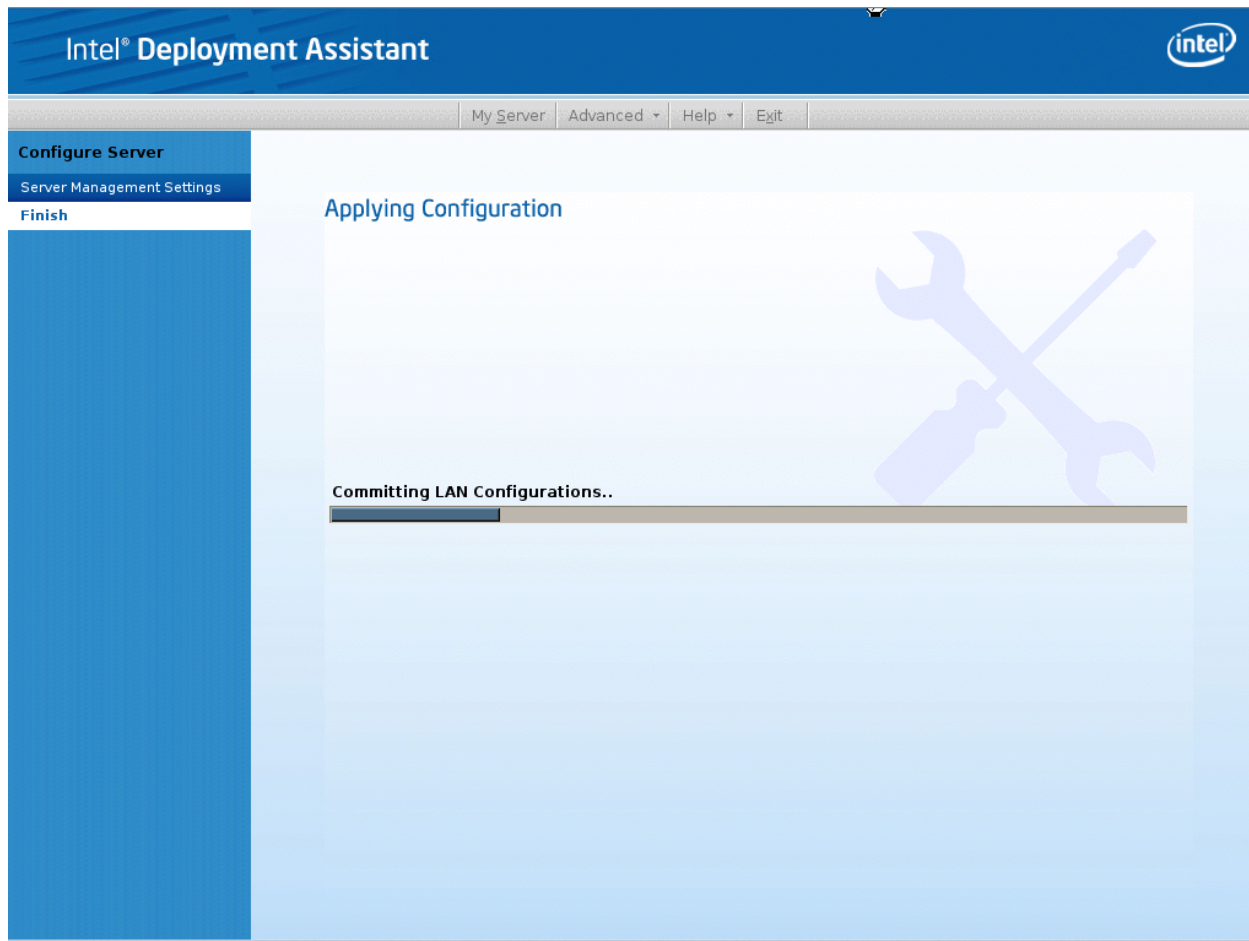 Intel® Deployment Assistant
intel
My Server Advanced Help Exit
Configure Server
Server Management Settings
Finish
Applying Configuration
Committing LAN Configurations..